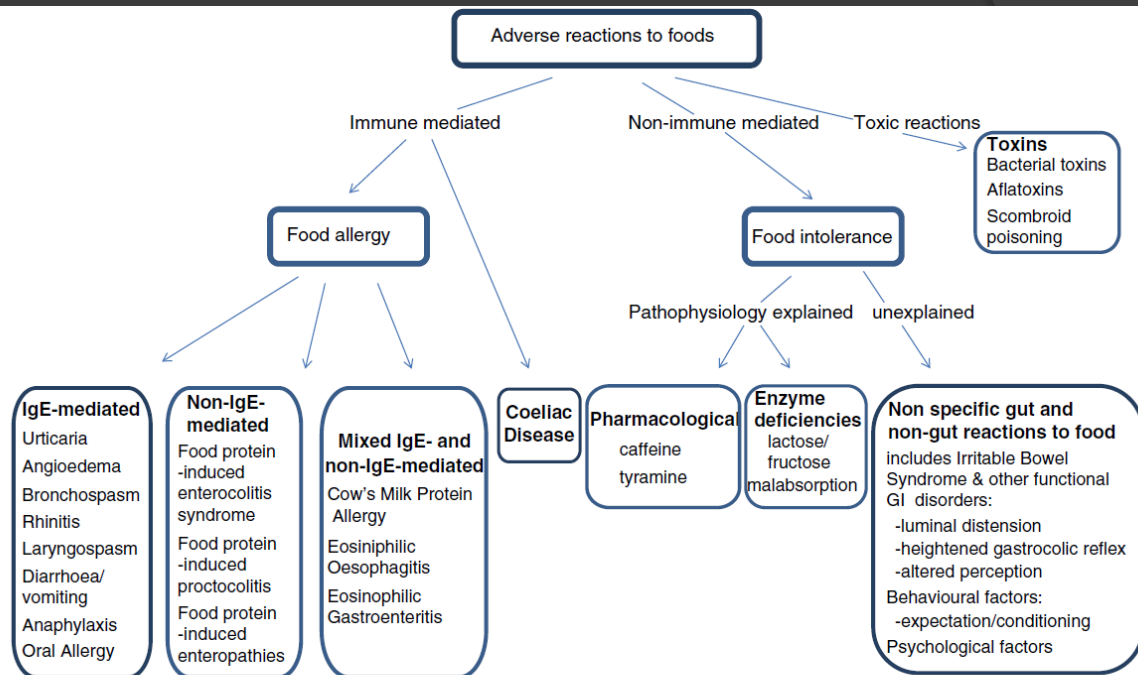 Adverse reactions to foods
Immune mediated
Non-immune mediated
Toxic reactions
Toxins
Bacterial toxins
Aflatoxins
Scombroid
poisoning
Food allergy
Food intolerance
Pathophysiology explained
unexplained
IgE-mediated
Urticaria
Angioedema
Bronchospasm
Rhinitis
Laryngospasm
Diarrhoea/
vomiting
Anaphylaxis
Oral Allergy
Non-IgE-
mediated
Food protein
-induced
enterocolitis
syndrome
Food protein
-induced
proctocolitis
Food protein
-induced
enteropathies
Mixed IgE- and
non-IgE-mediated
Cow's Milk Protein
Allergy
Eosiniphilic
Oesophagitis
Eosinophilic
Gastroenteritis
Coeliac
Disease
Pharmacological
caffeine
tyramine
Enzyme
deficiencies
lactose/
fructose
malabsorption
Non specific gut and
non-gut reactions to food
includes Irritable Bowel
Syndrome & other functional
GI disorders:
-luminal distension
-heightened gastrocolic reflex
-altered perception
Behavioural factors:
-expectation/conditioning
Psychological factors